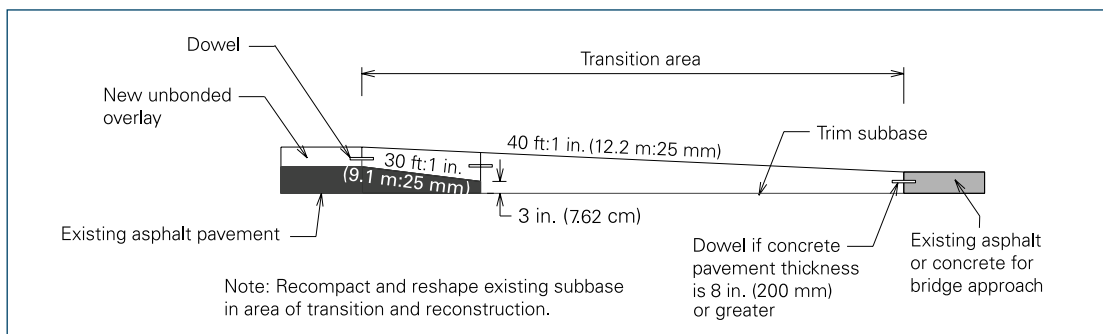 Dowel
Transition area
New unbonded
overlay
40 ft:1 in. (12.2 m:25 mm)
Trim subbase
30 ft:1 in.
(9.1 m:25 mm)
3 in. (7.62 cm)
Existing asphalt pavement
Dowel if concrete
pavement thickness
is 8 in. (200 mm)
or greater
Existing asphalt
or concrete for
bridge approach
Note: Recompact and reshape existing subbase
in area of transition and reconstruction.